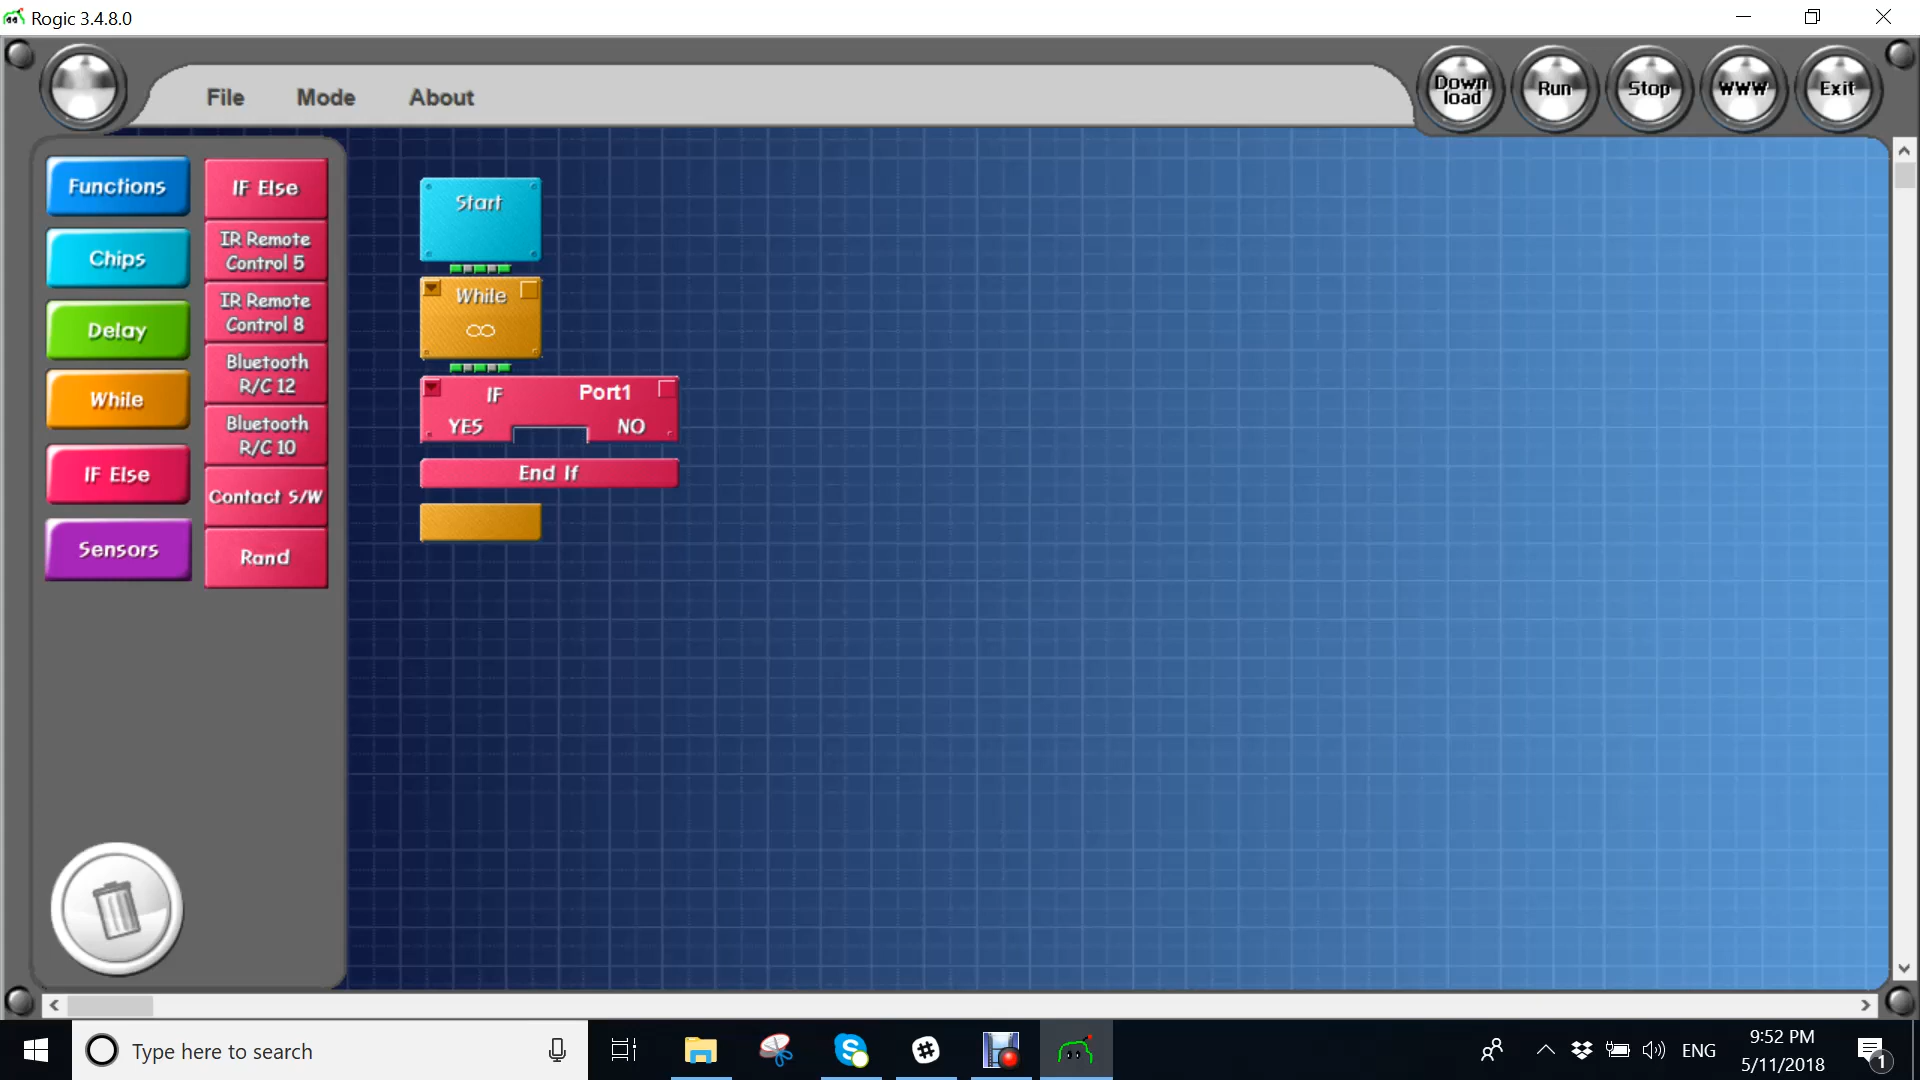 Rogic 3.4.8.0
File Mode About
Down
load
Run
Stop
WWW
Exit
Functions
Chips
Delay
While
IF Else
Sensors
IF Else
IR Remote
Control 5
IR Remote
Control 8
Bluetooth
R/C 12
Bluetooth
R/C 10
Contact S/W
Rand
Start
While
∞
IF Port1
YES NO
End If
Type here to search
ENG
9:52 PM
5/11/2018
1